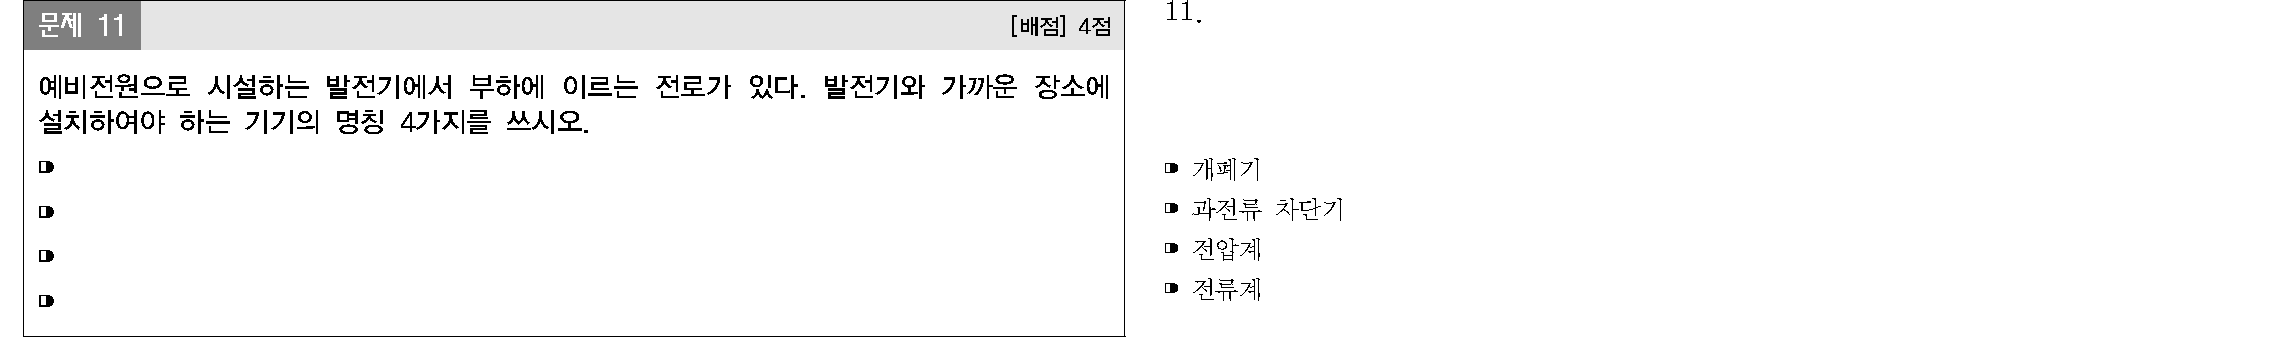 문제 11
[배점] 4점
예비전원으로 시설하는 발전기에서 부하에 이르는 전로가 있다. 발전기와 가까운 장소에
설치하여야 하는 기기의 명칭 4가지를 쓰시오.
11.
개폐기
과전류 차단기
전압계
전류계